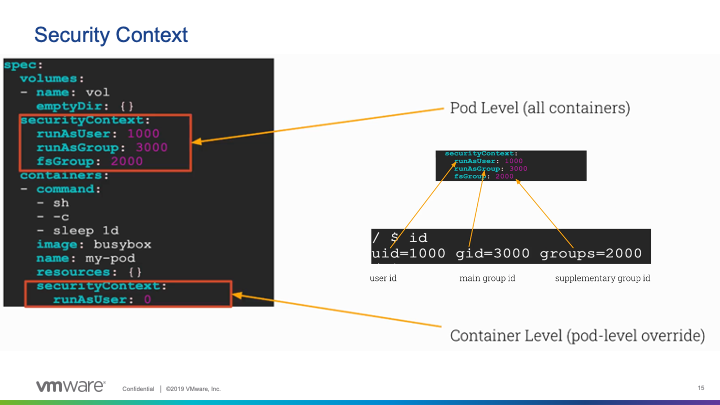 Security Context
spec:
volumes:
- name: vol
emptyDir: {}
securityContext:
runAsUser: 1000
runAsGroup: 3000
fsGroup: 2000
containers:
- command:
- sh
- -c
- sleep 1d
image: busybox
name: my-pod
resources: {}
securityContext:
runAsUser: 0
Pod Level (all containers)
securityContext:
runAsUser: 1000
runAsGroup: 3000
fsGroup: 2000
/ $ id
uid=1000 gid=3000 groups=2000
user id main group id supplementary group id
Container Level (pod-level override)
vmware® Confidential | ©2019 VMware, Inc. 15